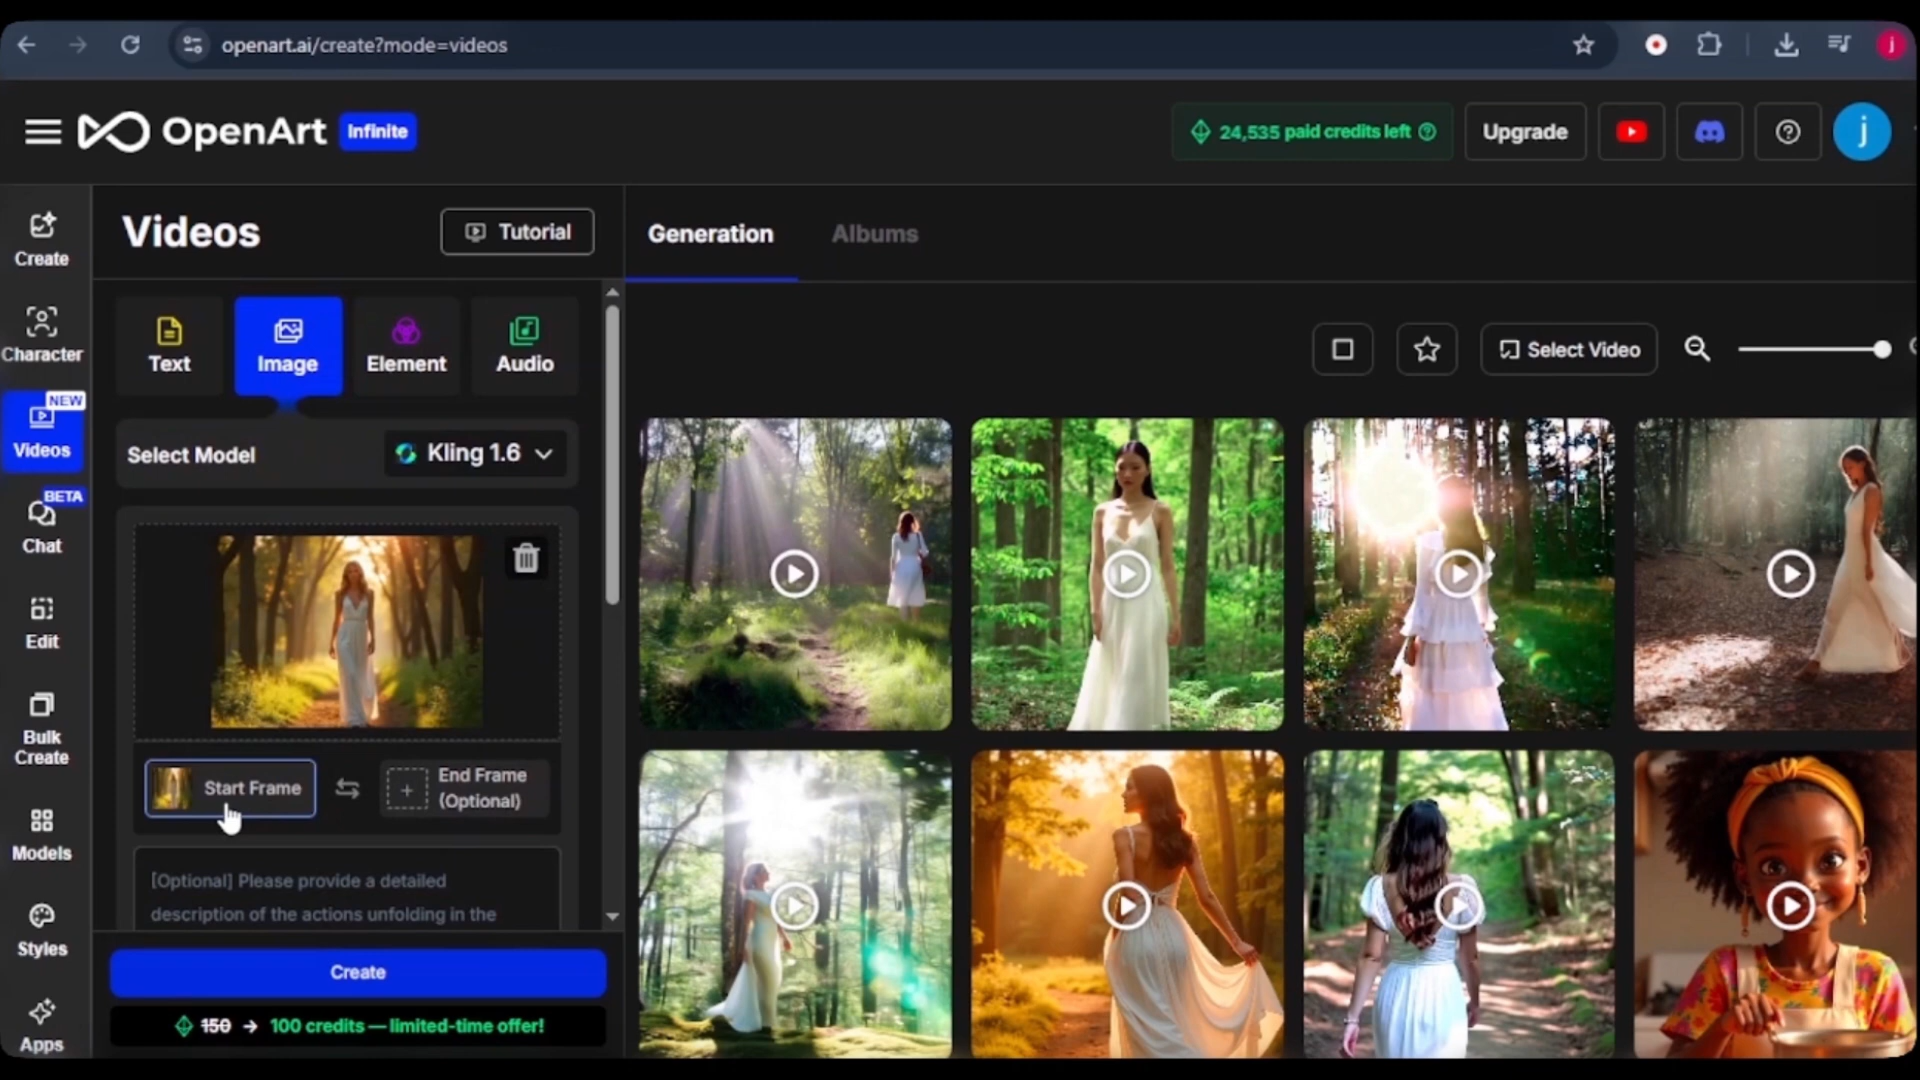 openart.ai/create?mode=videos
j
OpenArt
Infinite
24,535 paid credits left
Upgrade
j
Create
Character
NEW
Videos
BETA
Chat
Edit
Bulk
Create
Models
Styles
Apps
Videos
Tutorial
Text
Image
Element
Audio
Select Model
Kling 1.6
Start Frame
End Frame
(Optional)
[Optional] Please provide a detailed
description of the actions unfolding in the
Create
150 → 100 credits — limited-time offer!
Generation
Albums
Select Video